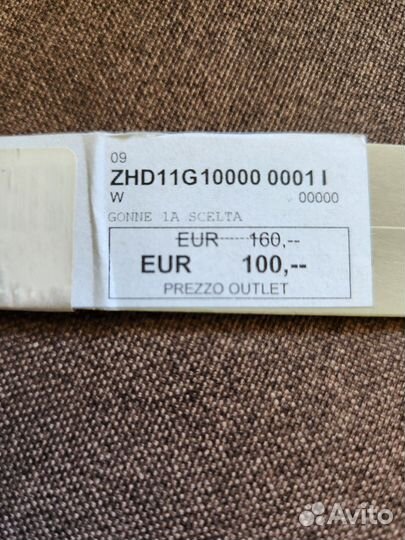 09
ZHD11G10000 0001 I
W 00000
GONNE 1A SCELTA
EUR 160,--
EUR 100,--
PREZZO OUTLET
Avito